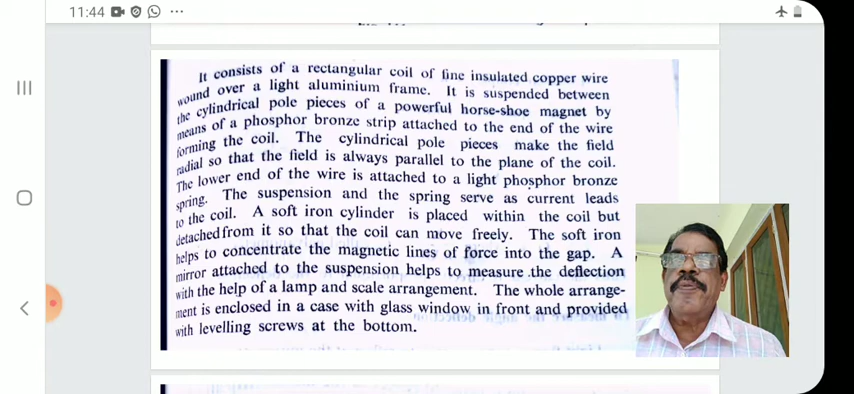 11:44
It consists of a rectangular coil of fine insulated copper wire
wound over a light aluminium frame. It is suspended between
the cylindrical pole pieces of a powerful horse-shoe magnet by
means of a phosphor bronze strip attached to the end of the wire
forming the coil. The cylindrical pole pieces make the field
radial so that the field is always parallel to the plane of the coil.
The lower end of the wire is attached to a light phosphor bronze
spring. The suspension and the spring serve as current leads
to the coil. A soft iron cylinder is placed within the coil but
detached from it so that the coil can move freely. The soft iron
helps to concentrate the magnetic lines of force into the gap. A
mirror attached to the suspension helps to measure the deflection
with the help of a lamp and scale arrangement. The whole arrange-
ment is enclosed in a case with glass window in front and provided
with levelling screws at the bottom.